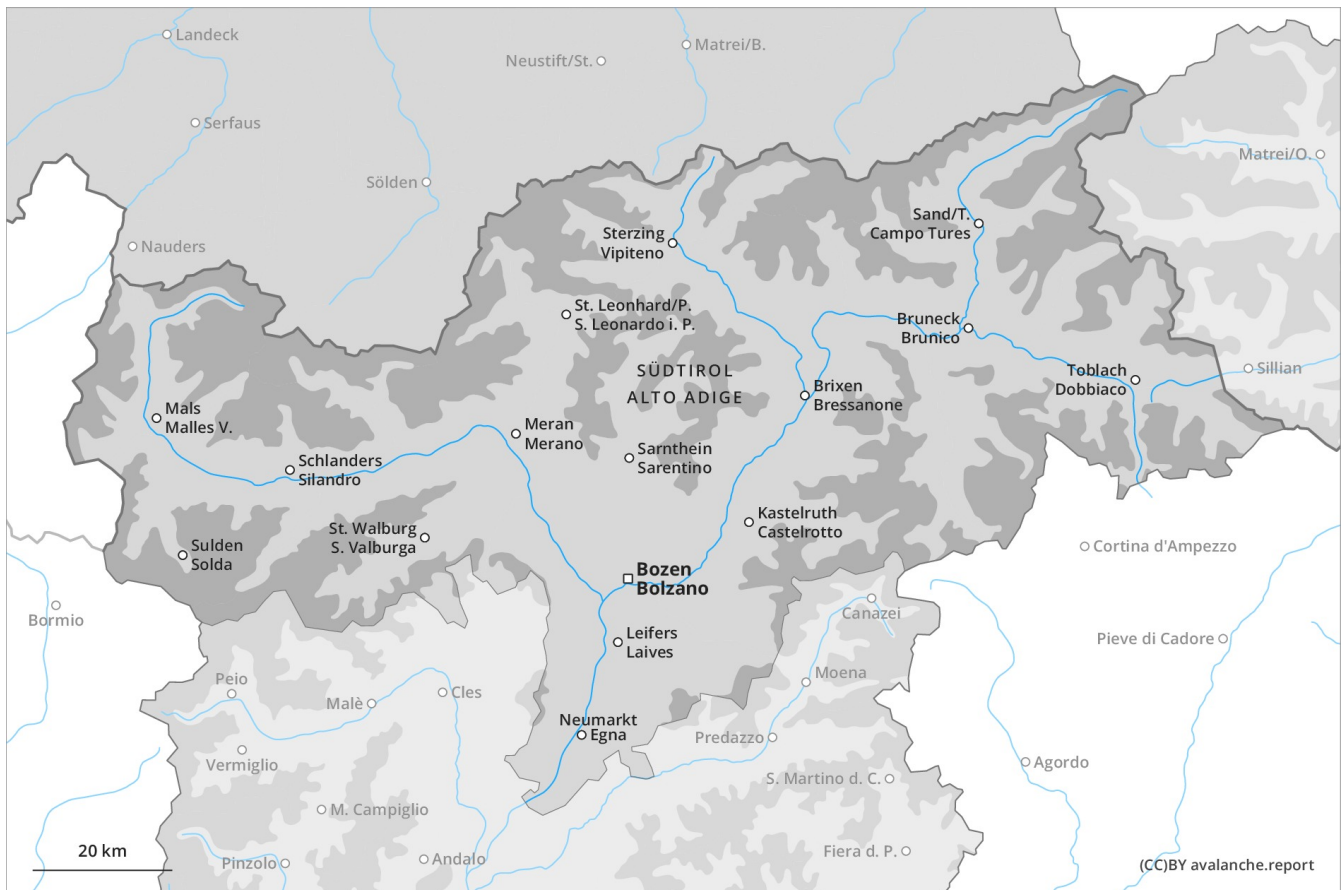 Landeck
Matrei/B.
Neustift/St.
Serfaus
Matrei/O.
Sölden
Sand/T.
Campo Tures
Nauders
Sterzing
Vipiteno
St. Leonhard/P.
S. Leonardo i. P.
Bruneck
Brunico
SÜDTIROL
ALTO ADIGE
Toblach
Dobbiaco
Sillian
Brixen
Bressanone
Mals
Malles V.
Meran
Merano
Schlanders
Silandro
Sarnthein
Sarentino
Kastelruth
Castelrotto
St. Walburg
S. Valburga
Sulden
Solda
Cortina d'Ampezzo
Bozen
Bolzano
Bormio
Canazei
Leifers
Laives
Pieve di Cadore
Moena
Peio
Malè
Cles
Neumarkt
Egna
Predazzo
Vermiglio
Agordo
S. Martino d. C.
M. Campiglio
20 km
Pinzolo
Andalo
Fiera d. P.
(CC)BY avalanche.report